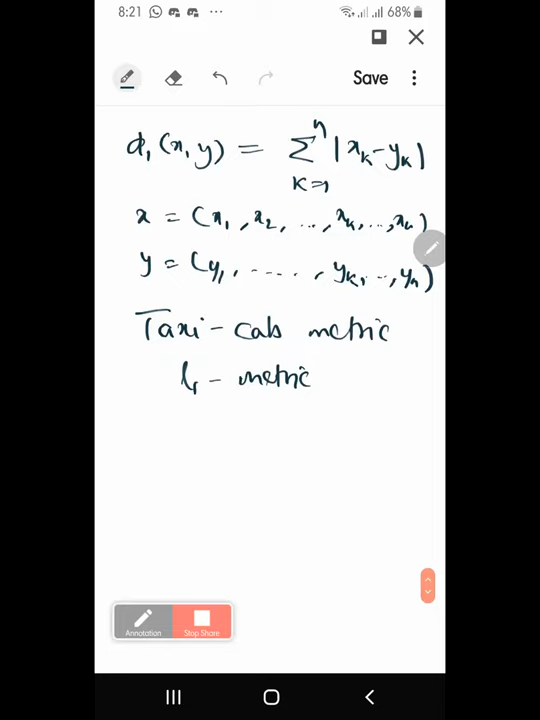 8:21 ... 68%
Save
d₁(x,y) = Σⁿₖ₌₁ |xₖ-yₖ|
x = (x₁, x₂, ..., xₖ, .., xₙ)
y = (y₁, ....., yₖ, .., yₙ)
Taxi-cab metric
l₁-metric
Annotation
Stop Share